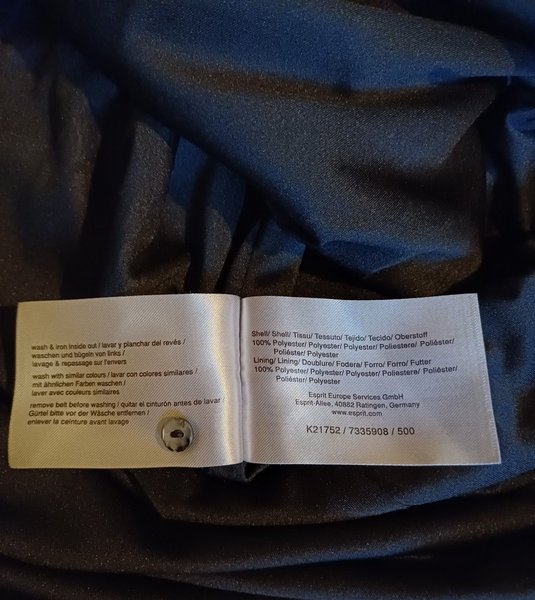 wash & iron inside out / lavar y planchar del revés /
waschen und bügeln von links /
lavage & repassage sur l'envers
wash with similar colours / lavar con colores similaires /
mit ähnlichen Farben waschen /
laver avec couleurs similaires
remove belt before washing / quitar el cinturón antes de lavar /
Gürtel bitte vor der Wäsche entfernen /
enlever la ceinture avant lavage
Shell/ Shell/ Tissu/ Tessuto/ Tejido/ Tecido/ Oberstoff
100% Polyester/ Polyester/ Polyester/ Poliestere/ Poliéster/
Poliéster/ Polyester
Lining/ Lining/ Doublure/ Fodera/ Forro/ Forro/ Futter
100% Polyester/ Polyester/ Polyester/ Poliestere/ Poliéster/
Poliéster/ Polyester
Esprit Europe Services GmbH
Esprit-Allee, 40882 Ratingen, Germany
www.esprit.com
K21752 / 7335908 / 500